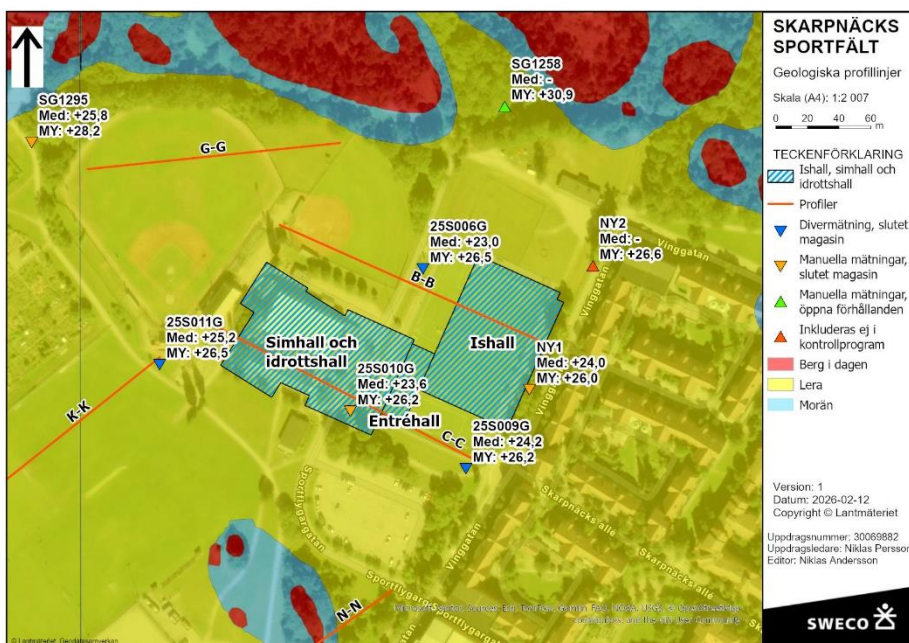 SG1258
Med: -
MY: +30,9
SG1295
Med: +25,8
MY: +28,2
G-G
25S006G
Med: +23,0
MY: +26,5
NY2
Med: -
MY: +26,6
Vinggatan
Vinggatan
B-B
25S011G
Med: +25,2
MY: +26,5
Simhall och
idrottshall
Ishall
NY1
Med: +24,0
MY: +26,0
25S010G
Med: +23,6
MY: +26,2
Vinggatan
K-K
Entréhall
C-C
25S009G
Med: +24,2
MY: +26,2
Sportflygargatan
Vinggatan
Skarpnäcks allé
Skarpnäcks allé
N-N
© Lantmäteriet, Geodatasamverkan
SKARPNÄCKS
SPORTFÄLT
Geologiska profillinjer
Skala (A4): 1:2 007
0 20 40 60
m
TECKENFÖRKLARING
Ishall, simhall och
idrottshall
Profiler
Divermätning, slutet
magasin
Manuella mätningar,
slutet magasin
Manuella mätningar,
öppna förhållanden
Inkluderas ej i
kontrollprogram
Berg i dagen
Lera
Morän
Version: 1
Datum: 2026-02-12
Copyright © Lantmäteriet
Uppdragsnummer: 30069882
Uppdragsledare: Niklas Persson
Editor: Niklas Andersson
SWECO